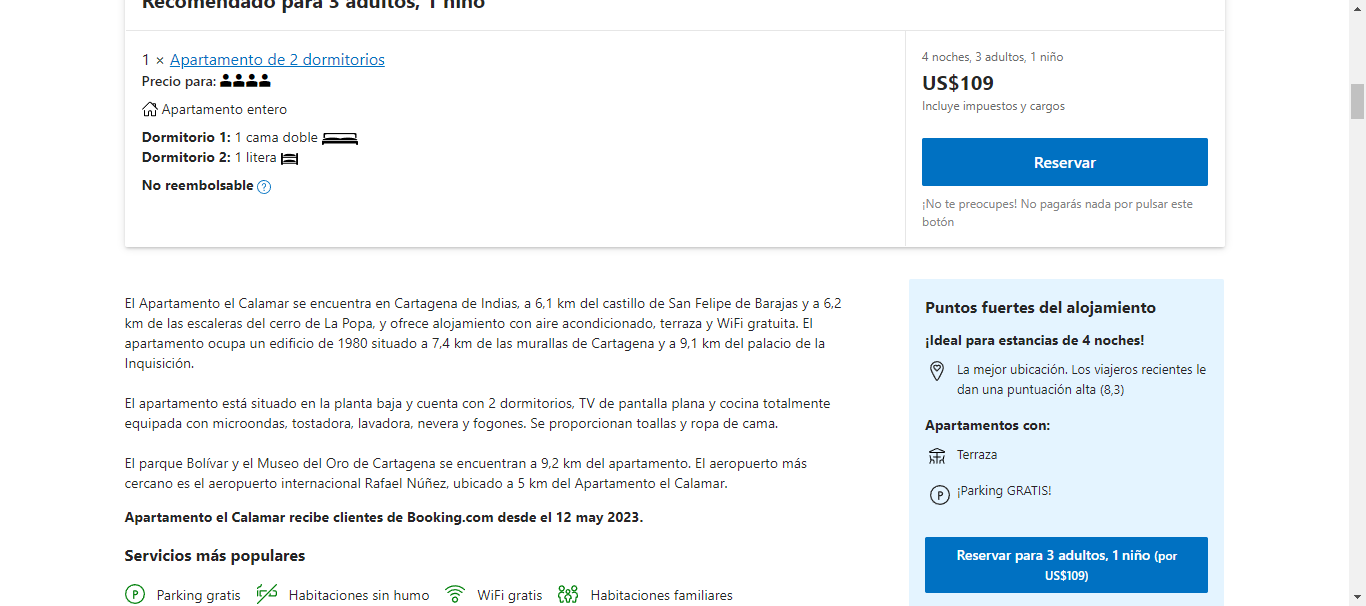 Recomendado para 3 adultos, 1 niño
1 × Apartamento de 2 dormitorios
Precio para:
Apartamento entero
Dormitorio 1: 1 cama doble
Dormitorio 2: 1 litera
No reembolsable ?
4 noches, 3 adultos, 1 niño
US$109
Incluye impuestos y cargos
Reservar
¡No te preocupes! No pagarás nada por pulsar este
botón
El Apartamento el Calamar se encuentra en Cartagena de Indias, a 6,1 km del castillo de San Felipe de Barajas y a 6,2
km de las escaleras del cerro de La Popa, y ofrece alojamiento con aire acondicionado, terraza y WiFi gratuita. El
apartamento ocupa un edificio de 1980 situado a 7,4 km de las murallas de Cartagena y a 9,1 km del palacio de la
Inquisición.
El apartamento está situado en la planta baja y cuenta con 2 dormitorios, TV de pantalla plana y cocina totalmente
equipada con microondas, tostadora, lavadora, nevera y fogones. Se proporcionan toallas y ropa de cama.
El parque Bolívar y el Museo del Oro de Cartagena se encuentran a 9,2 km del apartamento. El aeropuerto más
cercano es el aeropuerto internacional Rafael Núñez, ubicado a 5 km del Apartamento el Calamar.
Apartamento el Calamar recibe clientes de Booking.com desde el 12 may 2023.
Servicios más populares
P Parking gratis Habitaciones sin humo WiFi gratis Habitaciones familiares
Puntos fuertes del alojamiento
¡Ideal para estancias de 4 noches!
La mejor ubicación. Los viajeros recientes le
dan una puntuación alta (8,3)
Apartamentos con:
Terraza
P ¡Parking GRATIS!
Reservar para 3 adultos, 1 niño (por
US$109)